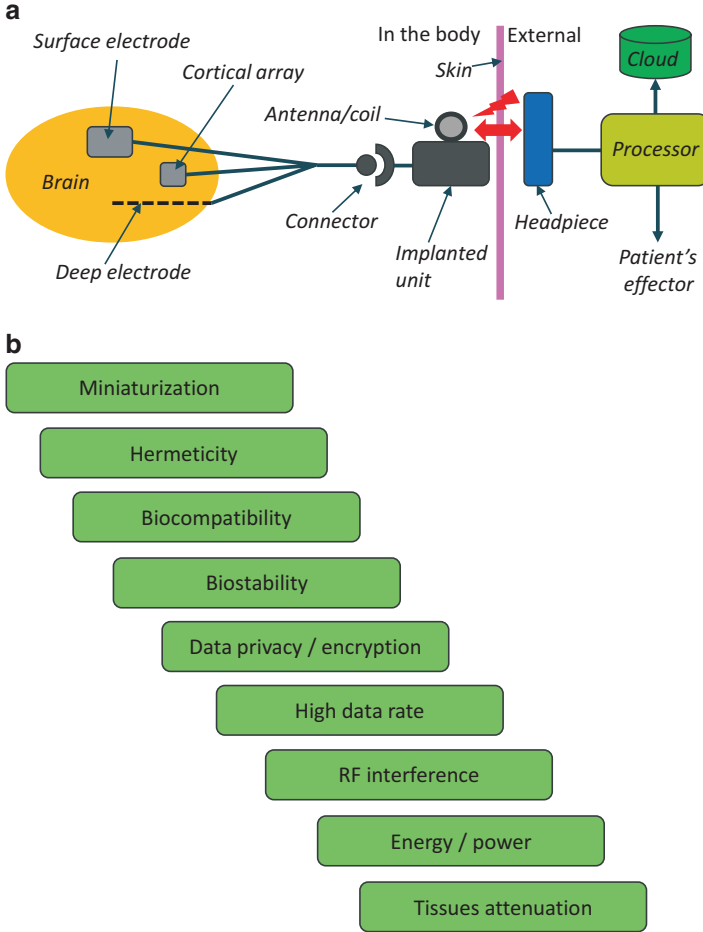 a
Surface electrode
Cortical array
Brain
Deep electrode
Antenna/coil
Connector
In the body
External
Skin
Implanted
unit
Headpiece
Cloud
Processor
Patient's
effector
b
Miniaturization
Hermeticity
Biocompatibility
Biostability
Data privacy / encryption
High data rate
RF interference
Energy / power
Tissues attenuation